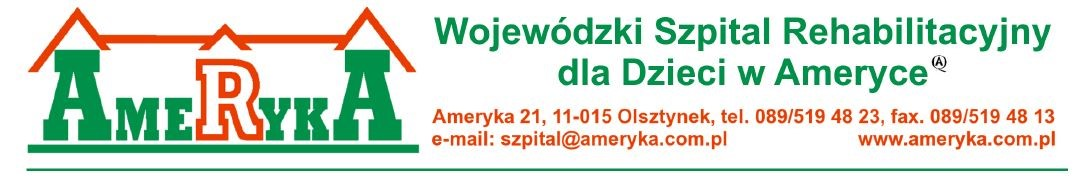 AMERYKA
Wojewódzki Szpital Rehabilitacyjny
dla Dzieci w Ameryce
Ameryka 21, 11-015 Olsztynek, tel. 089/519 48 23, fax. 089/519 48 13
e-mail: szpital@ameryka.com.pl www.ameryka.com.pl